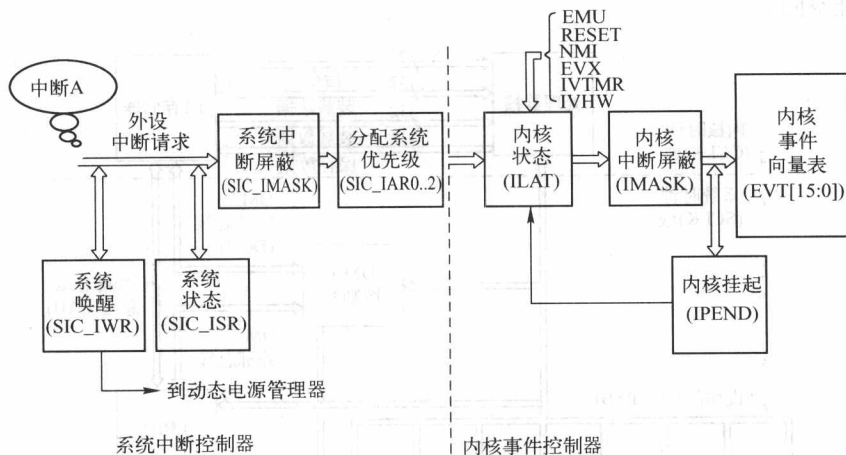 EMU
RESET
NMI
EVX
IVTMR
IVHW
中断A
外设
中断请求
系统中
断屏蔽
(SIC_IMASK)
分配系统
优先级
(SIC_IAR0..2)
内核
状态
(ILAT)
内核
中断屏蔽
(IMASK)
内核
事件
向量表
(EVT[15:0])
系统
唤醒
(SIC_IWR)
系统
状态
(SIC_ISR)
内核挂起
(IPEND)
到动态电源管理器
系统中断控制器
内核事件控制器